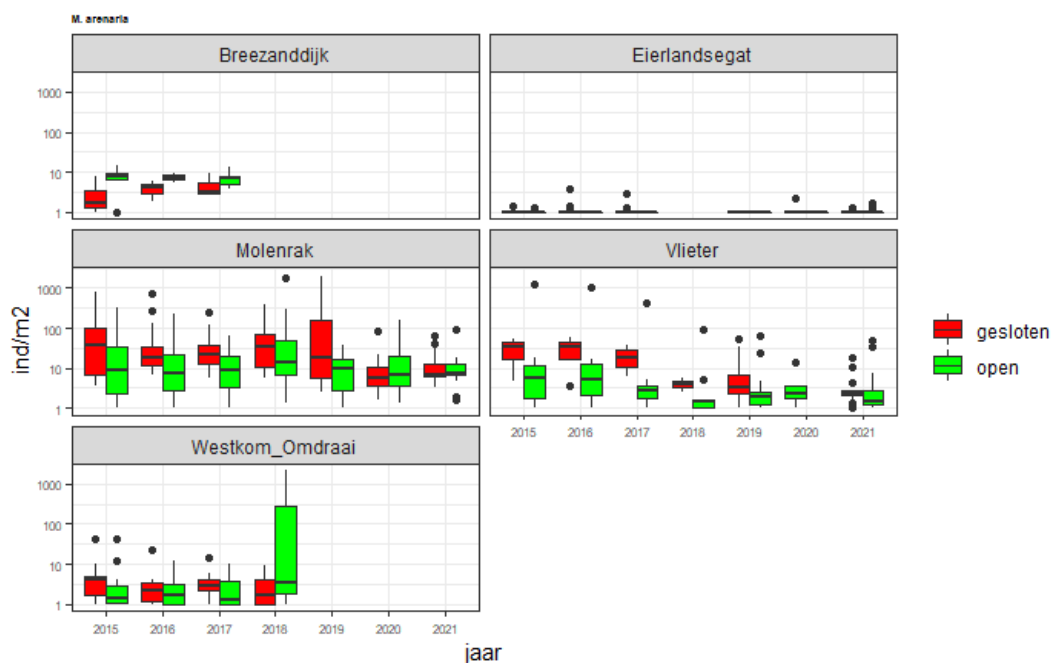 M. arenaria
Breezanddijk
Eierlandsegat
1000
100
10
1
Molenrak
Vlieter
1000
100
10
1
2015 2016 2017 2018 2019 2020 2021
Westkom_Omdraai
1000
100
10
1
2015 2016 2017 2018 2019 2020 2021
ind/m2
jaar
gesloten
open